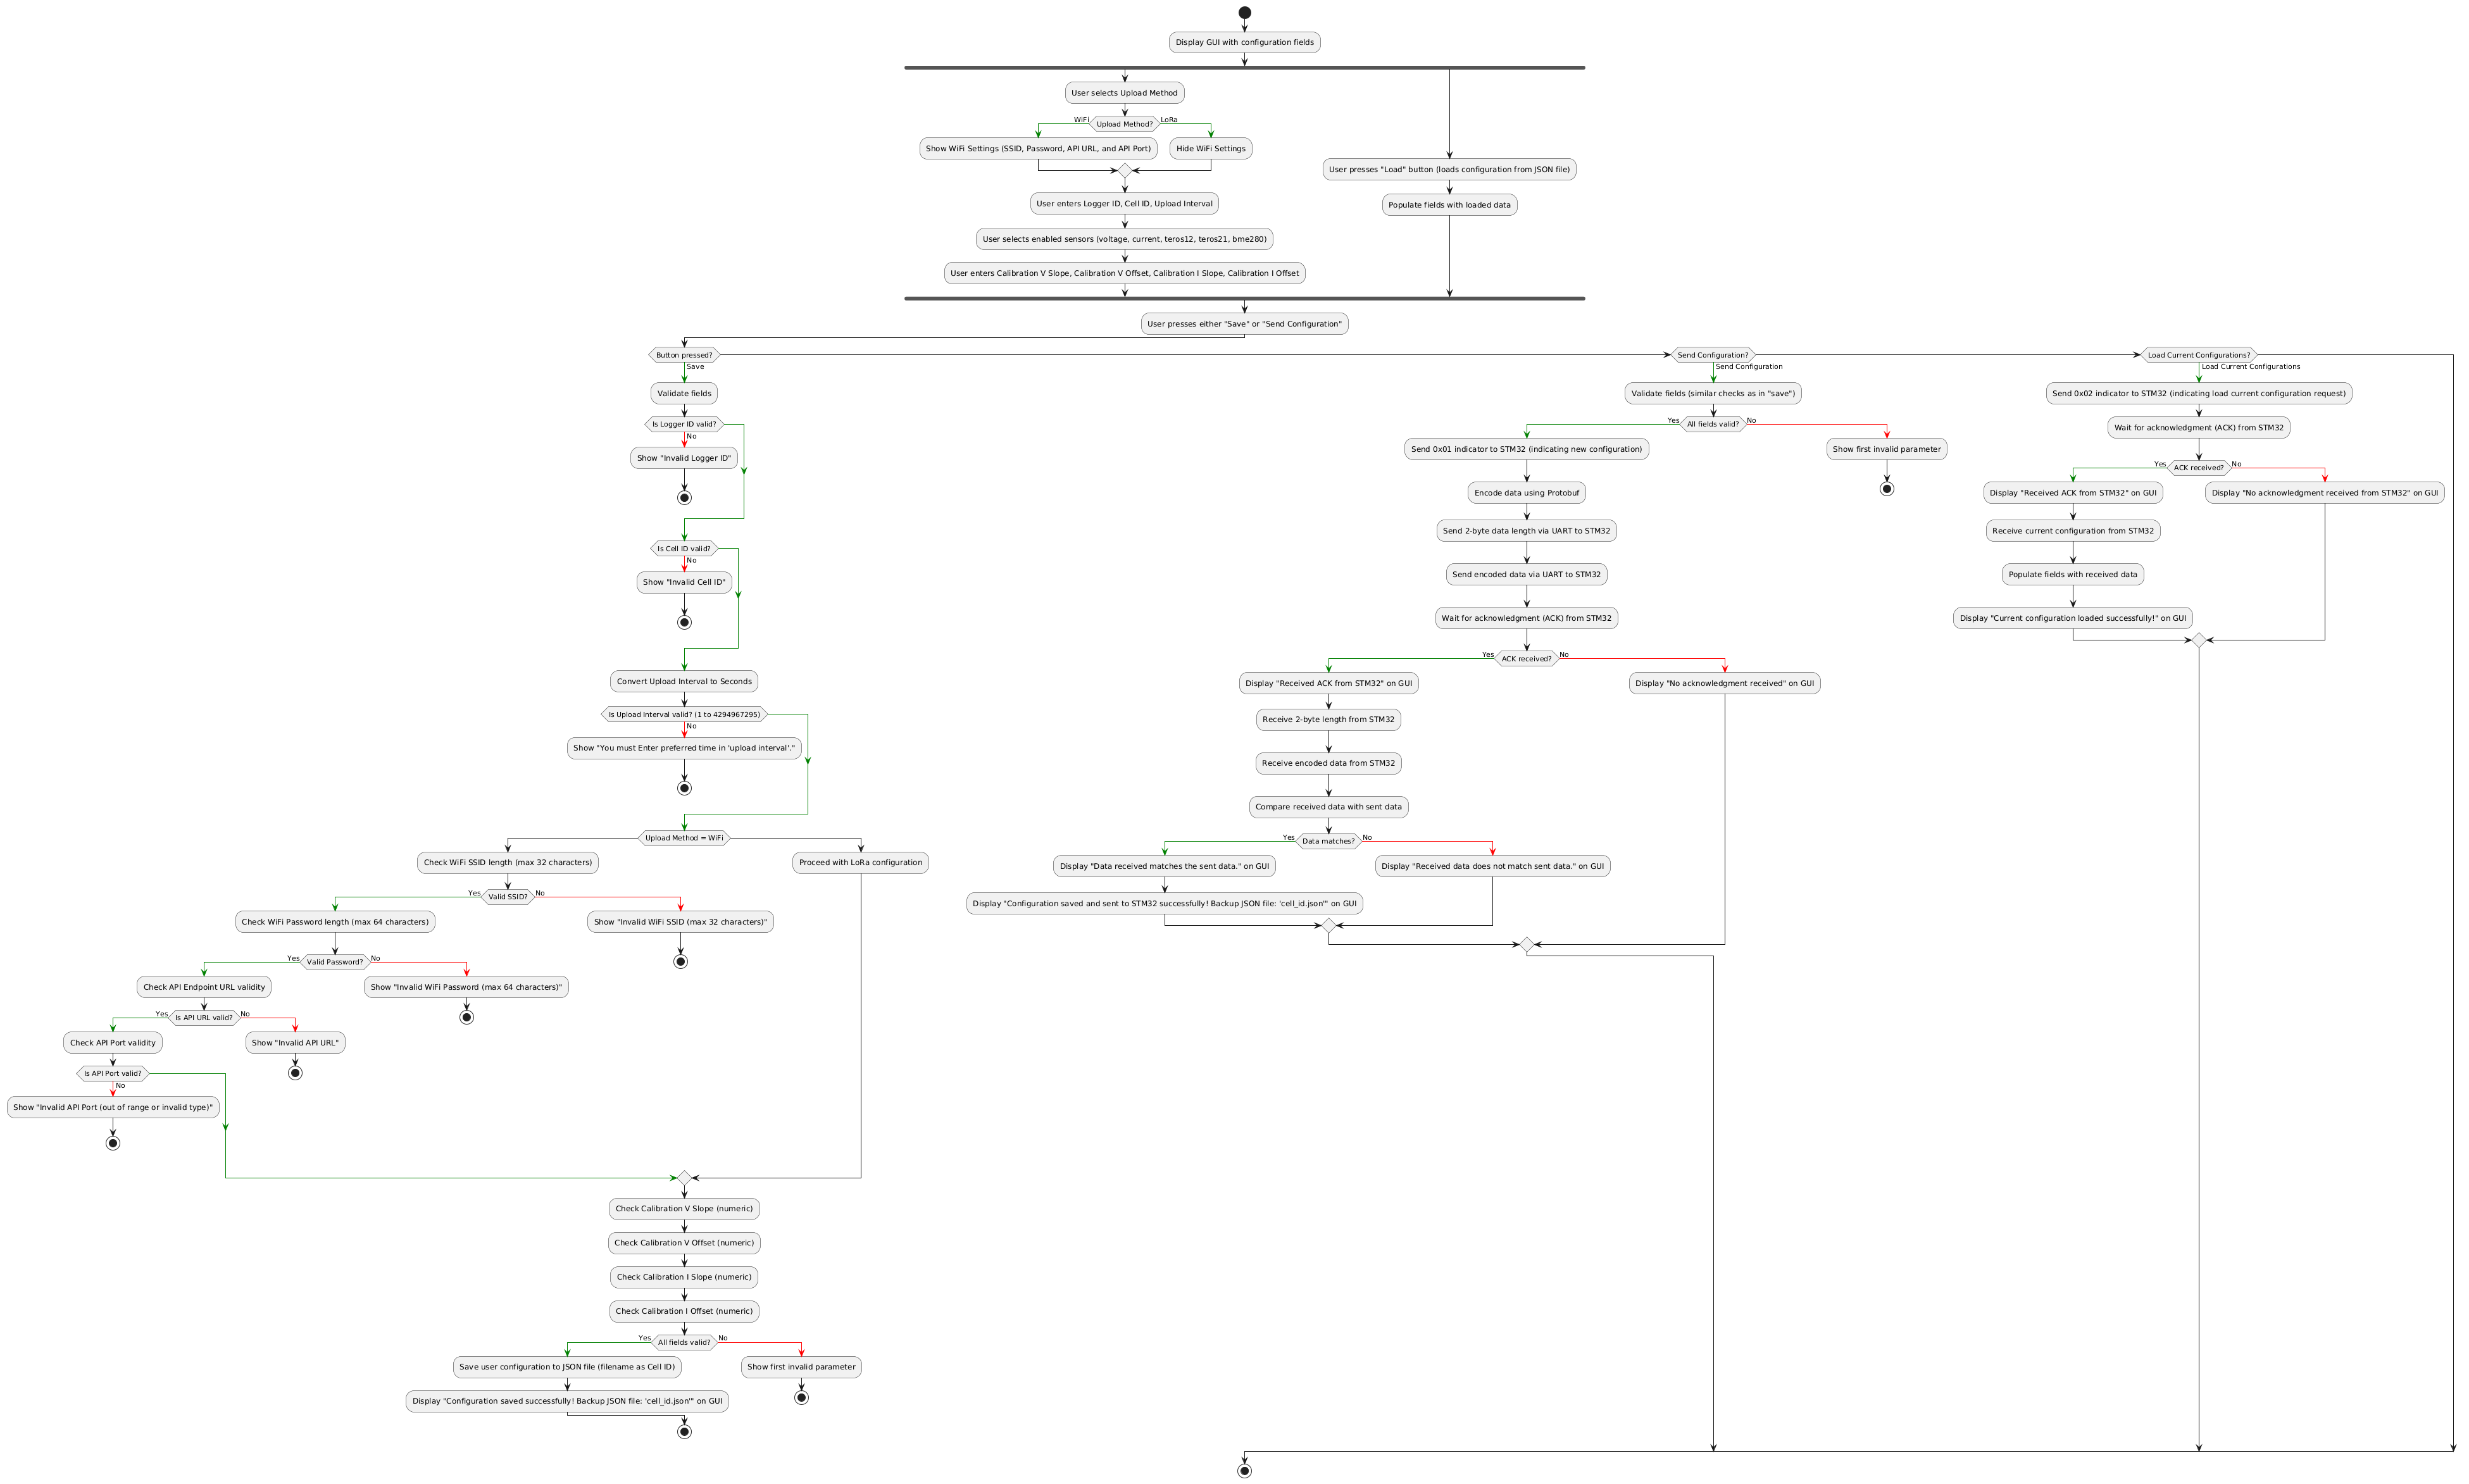 Display GUI with configuration fields
User selects Upload Method
WiFi
Upload Method?
LoRa
Show WiFi Settings (SSID, Password, API URL, and API Port)
Hide WiFi Settings
User enters Logger ID, Cell ID, Upload Interval
User selects enabled sensors (voltage, current, teros12, teros21, bme280)
User enters Calibration V Slope, Calibration V Offset, Calibration I Slope, Calibration I Offset
User presses "Load" button (loads configuration from JSON file)
Populate fields with loaded data
User presses either "Save" or "Send Configuration"
Button pressed?
Save
Validate fields
Is Logger ID valid?
No
Show "Invalid Logger ID"
Is Cell ID valid?
No
Show "Invalid Cell ID"
Convert Upload Interval to Seconds
Is Upload Interval valid? (1 to 4294967295)
No
Show "You must Enter preferred time in 'upload interval'."
Upload Method = WiFi
Check WiFi SSID length (max 32 characters)
Proceed with LoRa configuration
Yes
Valid SSID?
No
Check WiFi Password length (max 64 characters)
Show "Invalid WiFi SSID (max 32 characters)"
Yes
Valid Password?
No
Check API Endpoint URL validity
Show "Invalid WiFi Password (max 64 characters)"
Yes
Is API URL valid?
No
Check API Port validity
Show "Invalid API URL"
Is API Port valid?
No
Show "Invalid API Port (out of range or invalid type)"
Check Calibration V Slope (numeric)
Check Calibration V Offset (numeric)
Check Calibration I Slope (numeric)
Check Calibration I Offset (numeric)
Yes
All fields valid?
No
Save user configuration to JSON file (filename as Cell ID)
Show first invalid parameter
Display "Configuration saved successfully! Backup JSON file: 'cell_id.json'" on GUI
Send Configuration?
Send Configuration
Validate fields (similar checks as in "save")
Yes
All fields valid?
No
Send 0x01 indicator to STM32 (indicating new configuration)
Show first invalid parameter
Encode data using Protobuf
Send 2-byte data length via UART to STM32
Send encoded data via UART to STM32
Wait for acknowledgment (ACK) from STM32
Yes
ACK received?
No
Display "Received ACK from STM32" on GUI
Display "No acknowledgment received" on GUI
Receive 2-byte length from STM32
Receive encoded data from STM32
Compare received data with sent data
Yes
Data matches?
No
Display "Data received matches the sent data." on GUI
Display "Received data does not match sent data." on GUI
Display "Configuration saved and sent to STM32 successfully! Backup JSON file: 'cell_id.json'" on GUI
Load Current Configurations?
Load Current Configurations
Send 0x02 indicator to STM32 (indicating load current configuration request)
Wait for acknowledgment (ACK) from STM32
Yes
ACK received?
No
Display "Received ACK from STM32" on GUI
Display "No acknowledgment received from STM32" on GUI
Receive current configuration from STM32
Populate fields with received data
Display "Current configuration loaded successfully!" on GUI